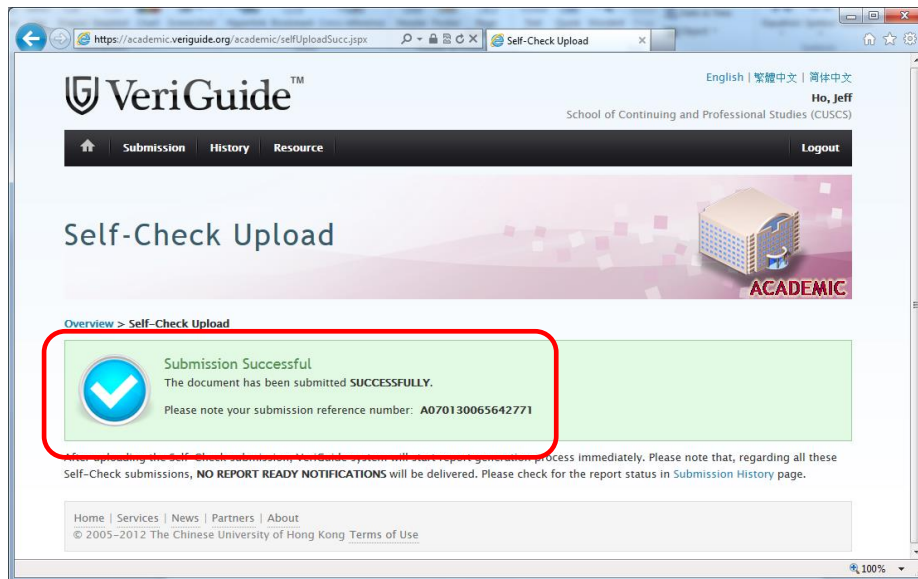 https://academic.veriguide.org/academic/selfUploadSucc.jspx
Self-Check Upload
VeriGuide™
English | 繁體中文 | 简体中文
Ho, Jeff
School of Continuing and Professional Studies (CUSCS)
Submission History Resource Logout
Self-Check Upload
ACADEMIC
Overview > Self-Check Upload
Submission Successful
The document has been submitted SUCCESSFULLY.
Please note your submission reference number: A070130065642771
After uploading the Self-Check submission, VeriGuide system will start report generation process immediately. Please note that, regarding all these
Self-Check submissions, NO REPORT READY NOTIFICATIONS will be delivered. Please check for the report status in Submission History page.
Home | Services | News | Partners | About
© 2005-2012 The Chinese University of Hong Kong Terms of Use
100%